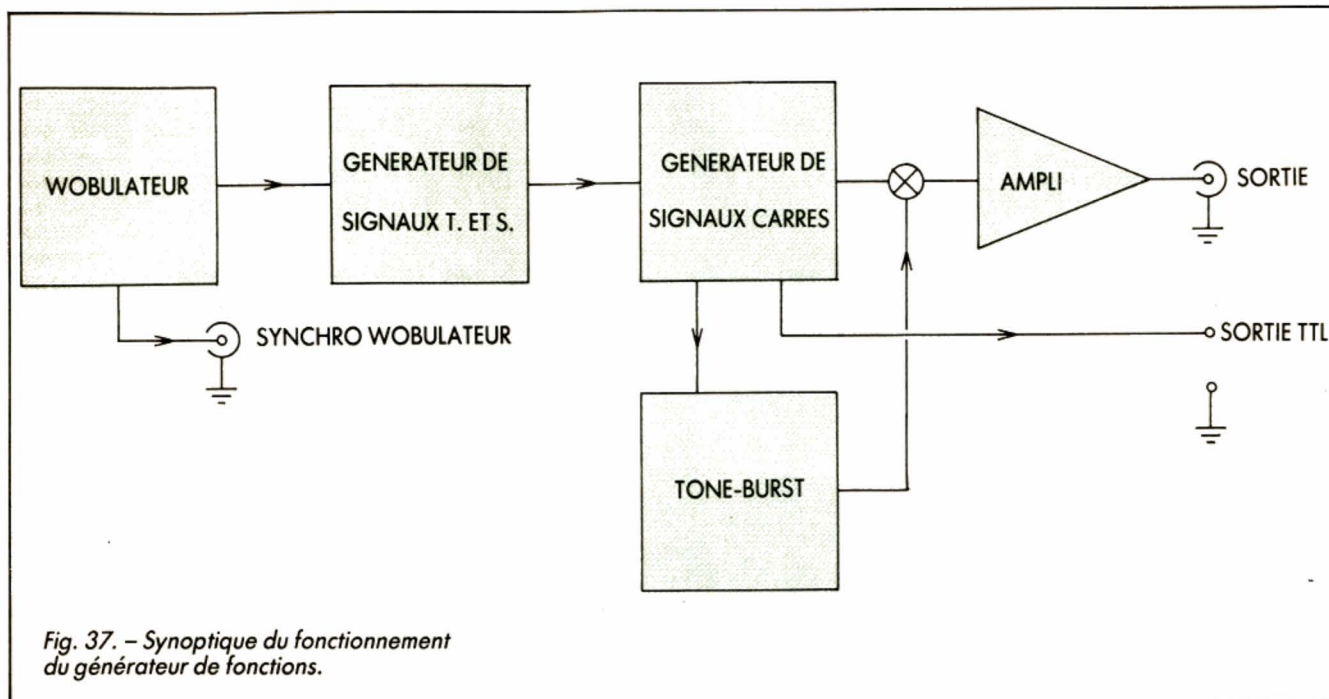 WOBULATEUR
GENERATEUR DE
SIGNAUX T. ET S.
GENERATEUR DE
SIGNAUX CARRES
AMPLI
SORTIE
SYNCHRO WOBULATEUR
SORTIE TTL
TONE-BURST
Fig. 37. – Synoptique du fonctionnement
du générateur de fonctions.